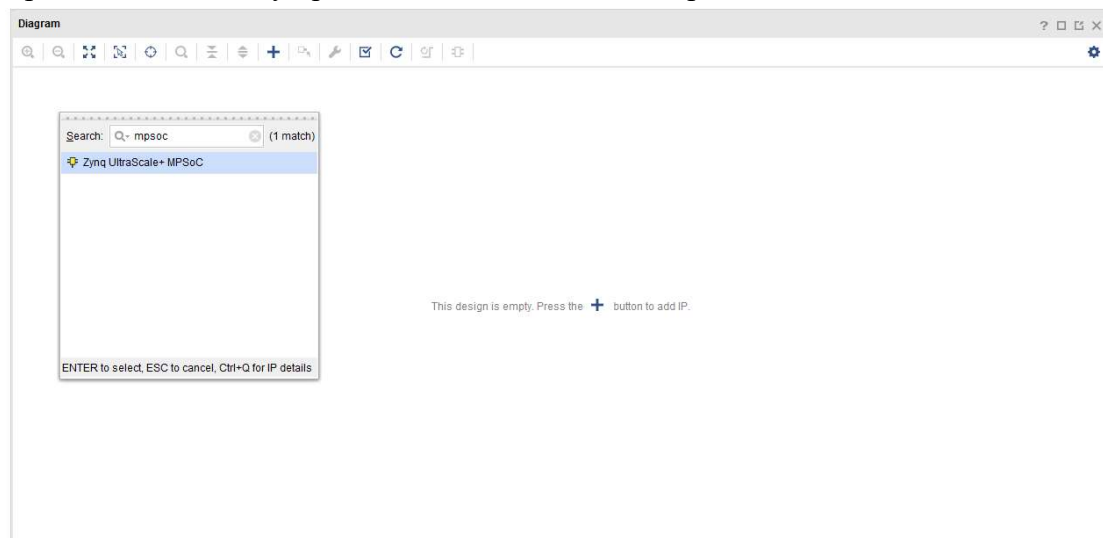 Diagram
Search: mpsoc (1 match)
Zynq UltraScale+ MPSoC
This design is empty. Press the + button to add IP.
ENTER to select, ESC to cancel, Ctrl+Q for IP details